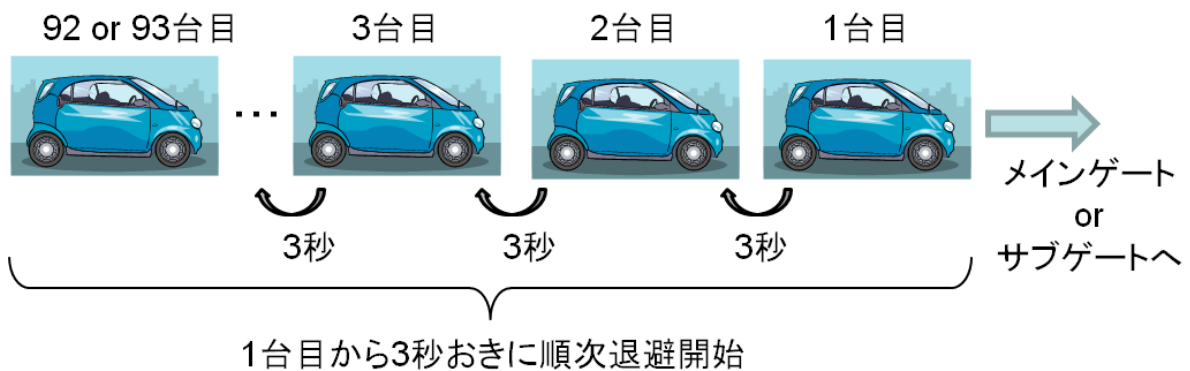 92 or 93台目
3台目
2台目
1台目
…
3秒
3秒
3秒
メインゲート
or
サブゲートへ
1台目から3秒おきに順次退避開始